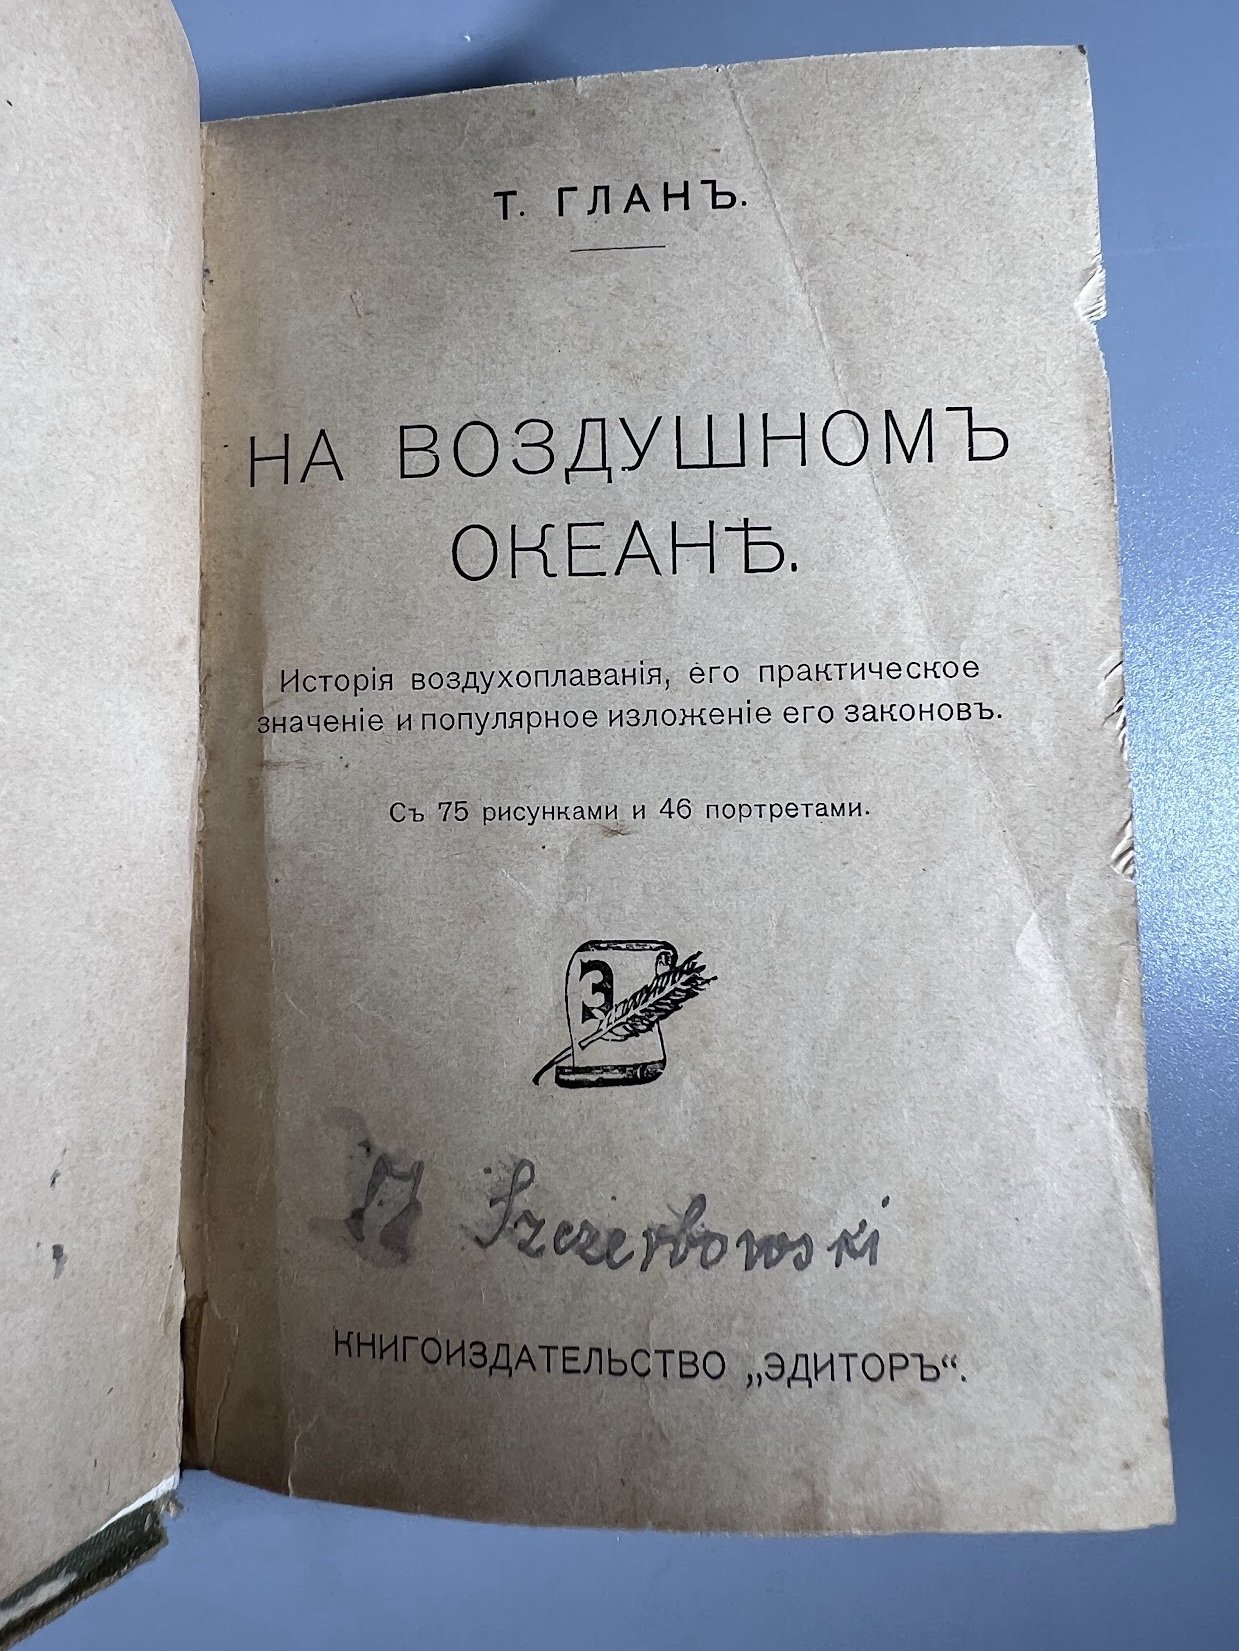 Т. ГЛАНЪ.
НА ВОЗДУШНОМЪ
ОКЕАНѢ.
Исторія воздухоплаванія, его практическое
значеніе и популярное изложеніе его законовъ.
Съ 75 рисунками и 46 портретами.
Э
Szczerbowski
КНИГОИЗДАТЕЛЬСТВО „ЭДИТОРЪ“.